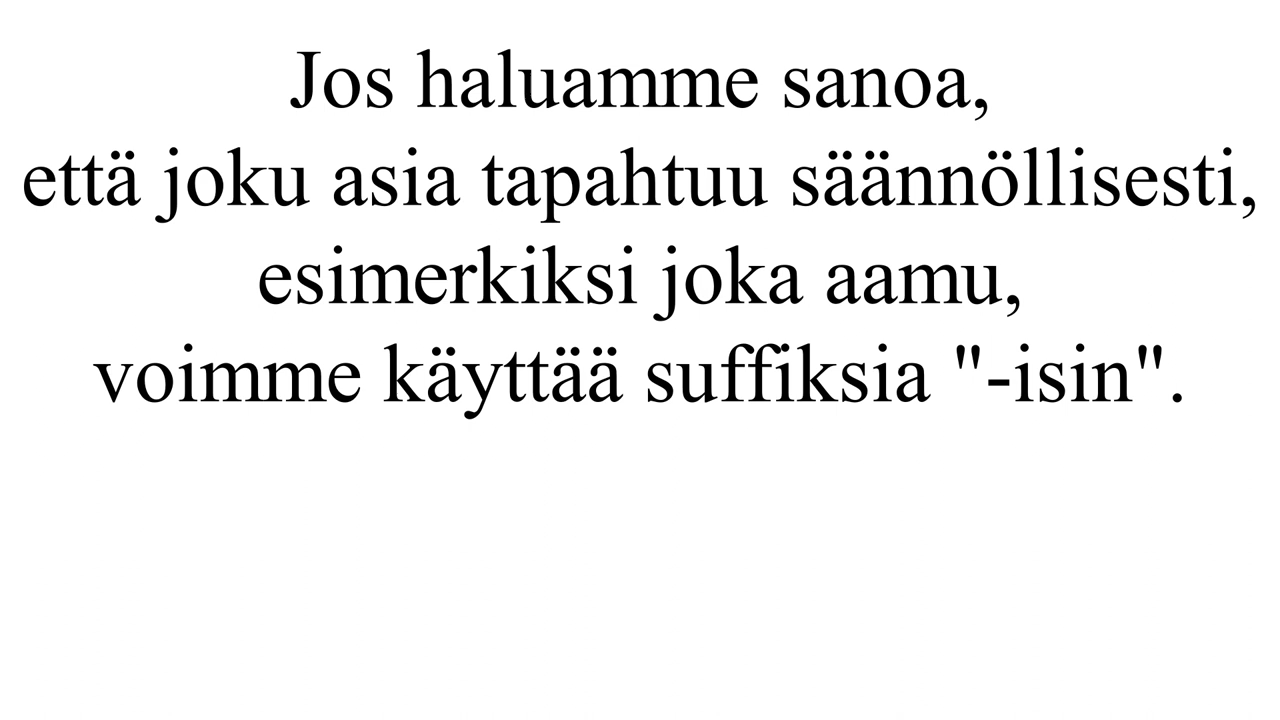 Jos haluamme sanoa,
että joku asia tapahtuu säännöllisesti,
esimerkiksi joka aamu,
voimme käyttää suffiksia "-isin".